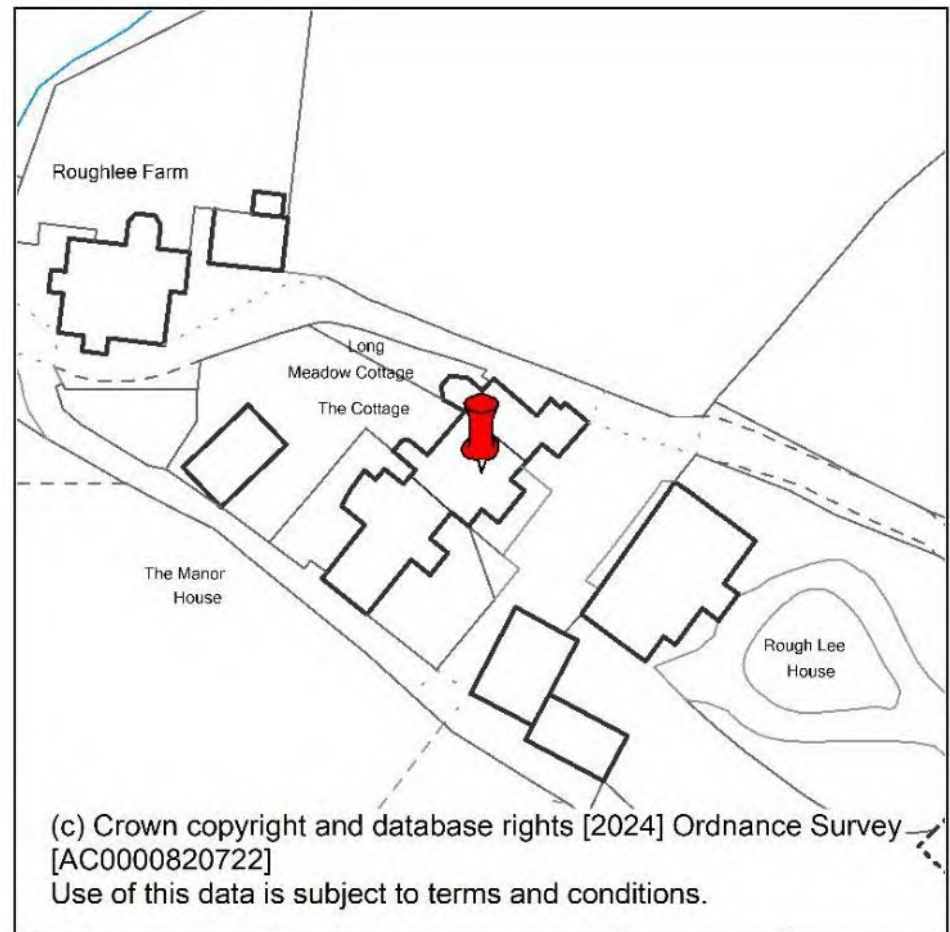 Roughlee Farm
Long
Meadow Cottage
The Cottage
The Manor
House
Rough Lee
House
(c) Crown copyright and database rights [2024] Ordnance Survey
[AC0000820722]
Use of this data is subject to terms and conditions.